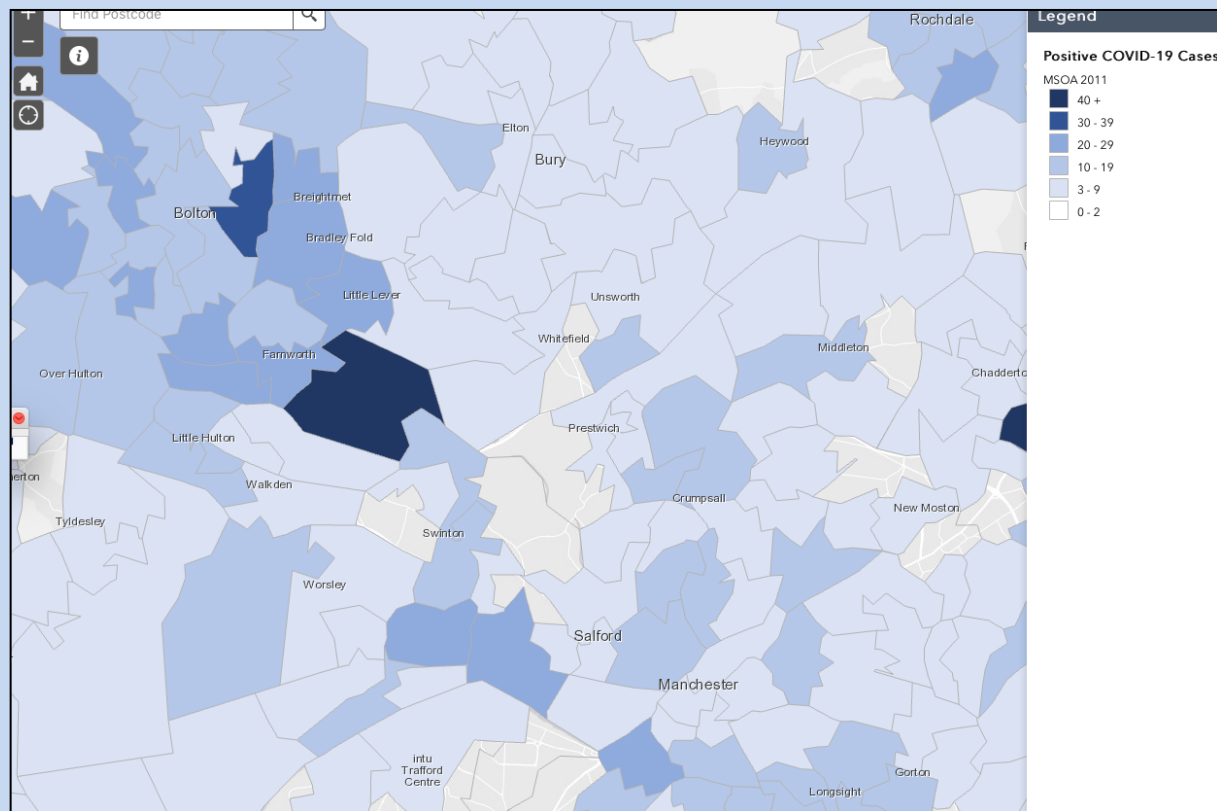 Find Postcode
Legend
Rochdale
Positive COVID-19 Cases
MSOA 2011
40 +
30 - 39
20 - 29
10 - 19
3 - 9
0 - 2
Elton
Heywood
Bury
Breightmet
Bolton
Bradley Fold
Little Lever
Unsworth
Whitefield
Middleton
Farnworth
Over Hulton
Chadderto
Prestwich
Little Hulton
nerton
Walkden
Crumpsall
New Moston
Tyldesley
Swinton
Worsley
Salford
Manchester
intu
Trafford
Centre
Gorton
Longsight